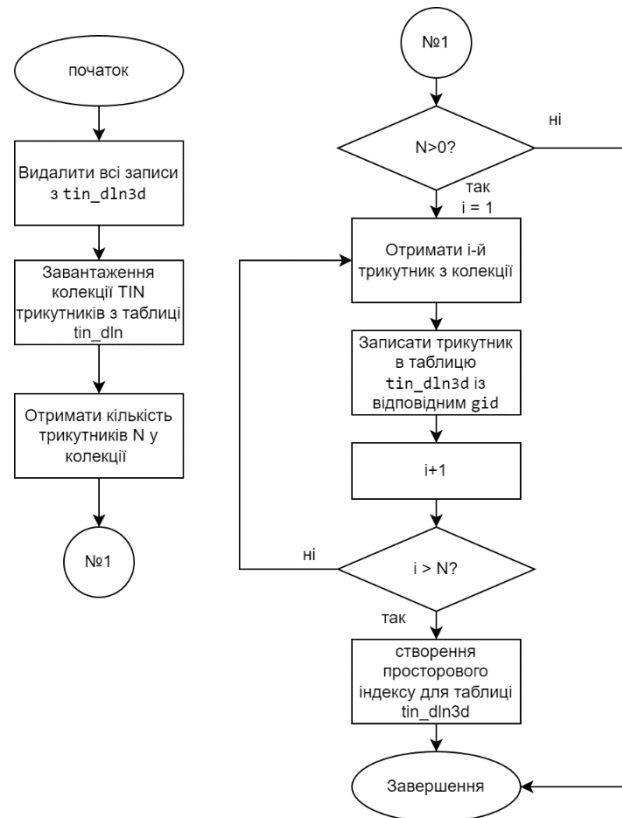 початок
Видалити всі записи
з tin_dln3d
Завантаження
колекції TIN
трикутників з таблиці
tin_dln
Отримати кількість
трикутників N у
колекції
№1
№1
N>0?
ні
так
i = 1
Отримати і-й
трикутник з колекції
Записати трикутник
в таблицю
tin_dln3d із
відповідним gid
i+1
i > N?
ні
так
створення
просторового
індексу для таблиці
tin_dln3d
Завершення